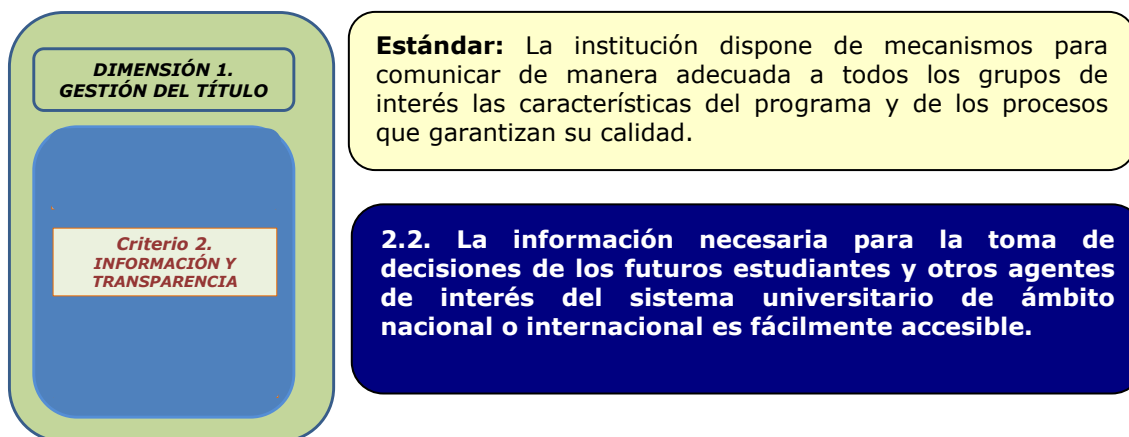 DIMENSIÓN 1.
GESTIÓN DEL TÍTULO
Criterio 2.
INFORMACIÓN Y
TRANSPARENCIA
Estándar: La institución dispone de mecanismos para
comunicar de manera adecuada a todos los grupos de
interés las características del programa y de los procesos
que garantizan su calidad.
2.2. La información necesaria para la toma de
decisiones de los futuros estudiantes y otros agentes
de interés del sistema universitario de ámbito
nacional o internacional es fácilmente accesible.